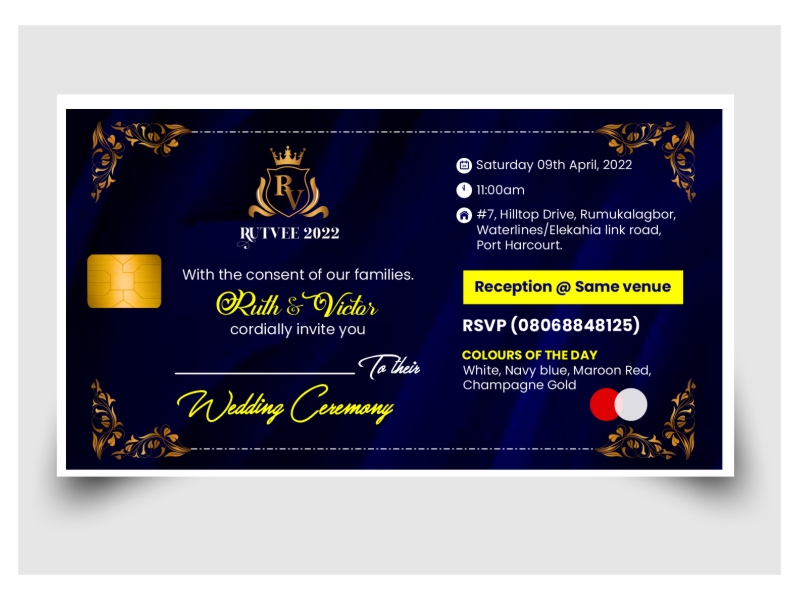 RV
RUTVEE 2022
With the consent of our families.
Ruth & Victor
cordially invite you
To their
Wedding Ceremony
Saturday 09th April, 2022
11:00am
#7, Hilltop Drive, Rumukalagbor,
Waterlines/Elekahia link road,
Port Harcourt.
Reception @ Same venue
RSVP (08068848125)
COLOURS OF THE DAY
White, Navy blue, Maroon Red,
Champagne Gold